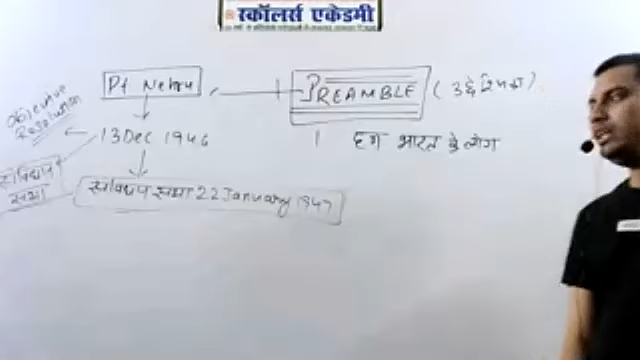 स्कॉलर्स एकेडमी
Pt Nehru
PREAMBLE (उद्देशिका)
Objective
Resolution
13 Dec 1946
1 हम भारत के लोग
संविधान
सभा
संविधान सभा 22 January 1947